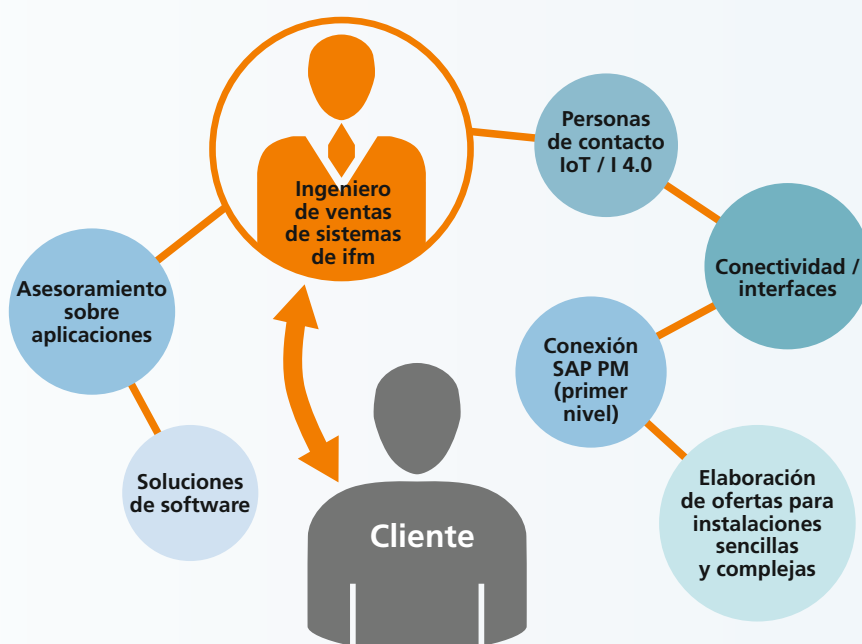 Ingeniero
de ventas
de sistemas
de ifm
Personas
de contacto
IoT / I 4.0
Conectividad /
interfaces
Conexión
SAP PM
(primer
nivel)
Elaboración
de ofertas para
instalaciones
sencillas
y complejas
Asesoramiento
sobre
aplicaciones
Soluciones
de software
Cliente